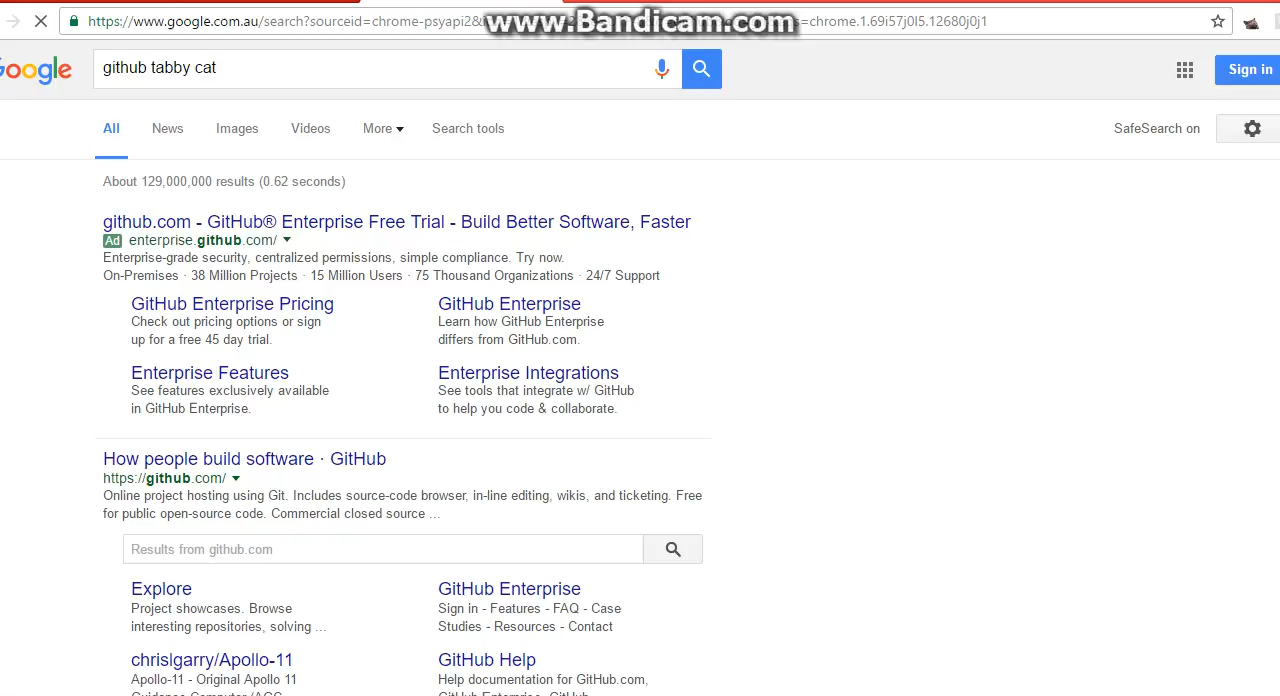 https://www.google.com.au/search?sourceid=chrome-psyapi2& www.Bandicam.com =chrome.1.69i57j0l5.12680j0j1
Google github tabby cat Sign in
All News Images Videos More Search tools SafeSearch on
About 129,000,000 results (0.62 seconds)
github.com - GitHub® Enterprise Free Trial - Build Better Software, Faster
Ad enterprise.github.com/
Enterprise-grade security, centralized permissions, simple compliance. Try now.
On-Premises · 38 Million Projects · 15 Million Users · 75 Thousand Organizations · 24/7 Support
GitHub Enterprise Pricing
Check out pricing options or sign
up for a free 45 day trial.
GitHub Enterprise
Learn how GitHub Enterprise
differs from GitHub.com.
Enterprise Features
See features exclusively available
in GitHub Enterprise.
Enterprise Integrations
See tools that integrate w/ GitHub
to help you code & collaborate.
How people build software · GitHub
https://github.com/
Online project hosting using Git. Includes source-code browser, in-line editing, wikis, and ticketing. Free
for public open-source code. Commercial closed source ...
Results from github.com
Explore
Project showcases. Browse
interesting repositories, solving ...
GitHub Enterprise
Sign in - Features - FAQ - Case
Studies - Resources - Contact
chrislgarry/Apollo-11
Apollo-11 - Original Apollo 11
Guidance Computer (AGC
GitHub Help
Help documentation for GitHub.com,
GitHub Enterprise, GitHub